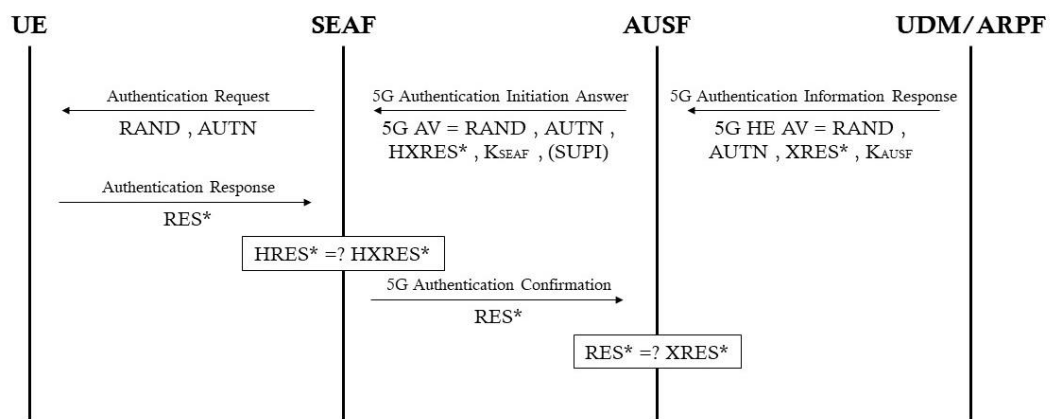 UE SEAF AUSF UDM/ARPF
Authentication Request
RAND , AUTN
5G Authentication Initiation Answer
5G AV = RAND , AUTN ,
HXRES* , KSEAF , (SUPI)
5G Authentication Information Response
5G HE AV = RAND ,
AUTN , XRES* , KAUSF
Authentication Response
RES*
HRES* =? HXRES*
5G Authentication Confirmation
RES*
RES* =? XRES*